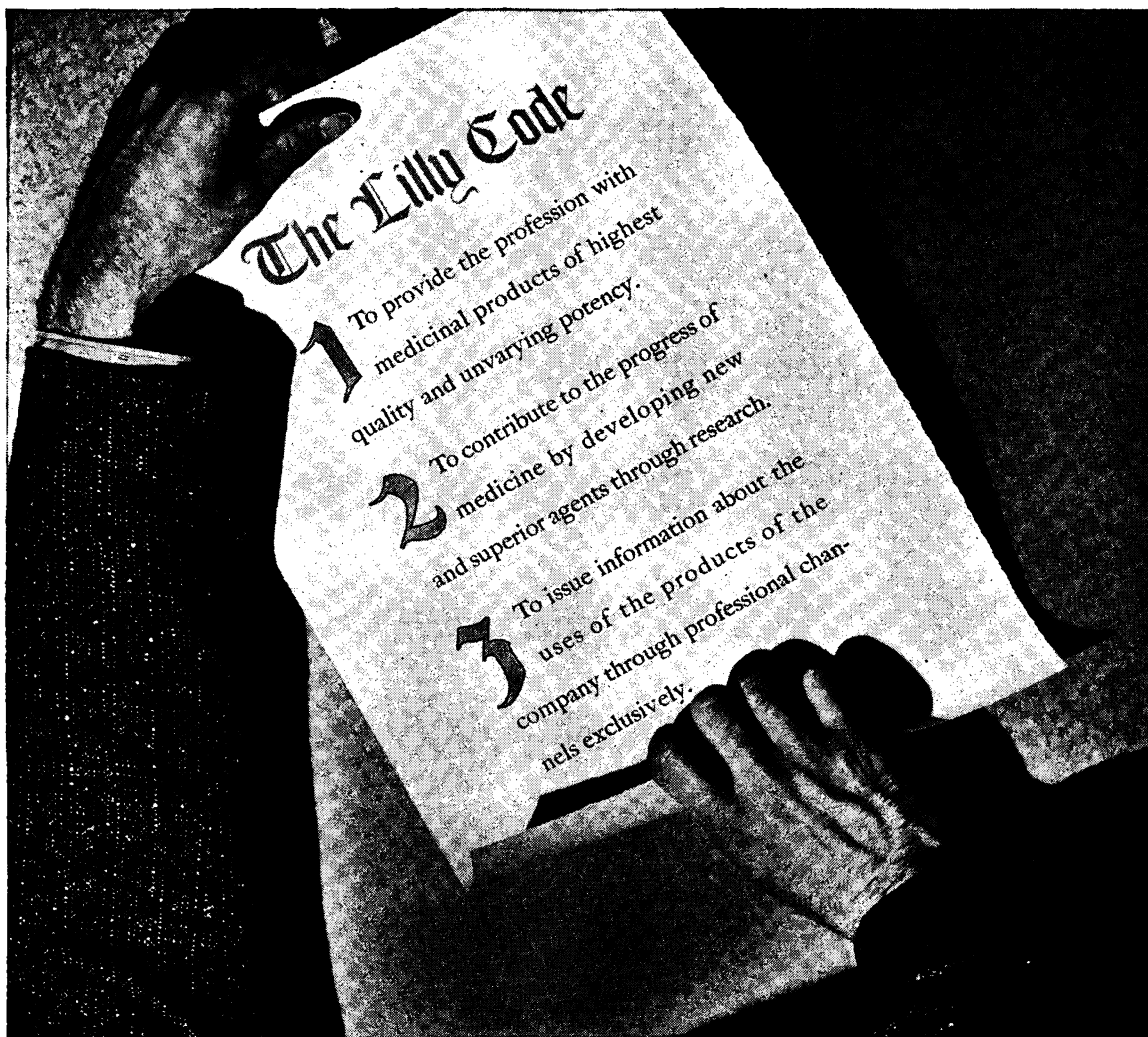 The Lilly Code
1 To provide the profession with
medicinal products of highest
quality and unvarying potency.
2 To contribute to the progress of
medicine by developing new
and superior agents through research.
3 To issue information about the
uses of the products of the
company through professional chan-
nels exclusively.